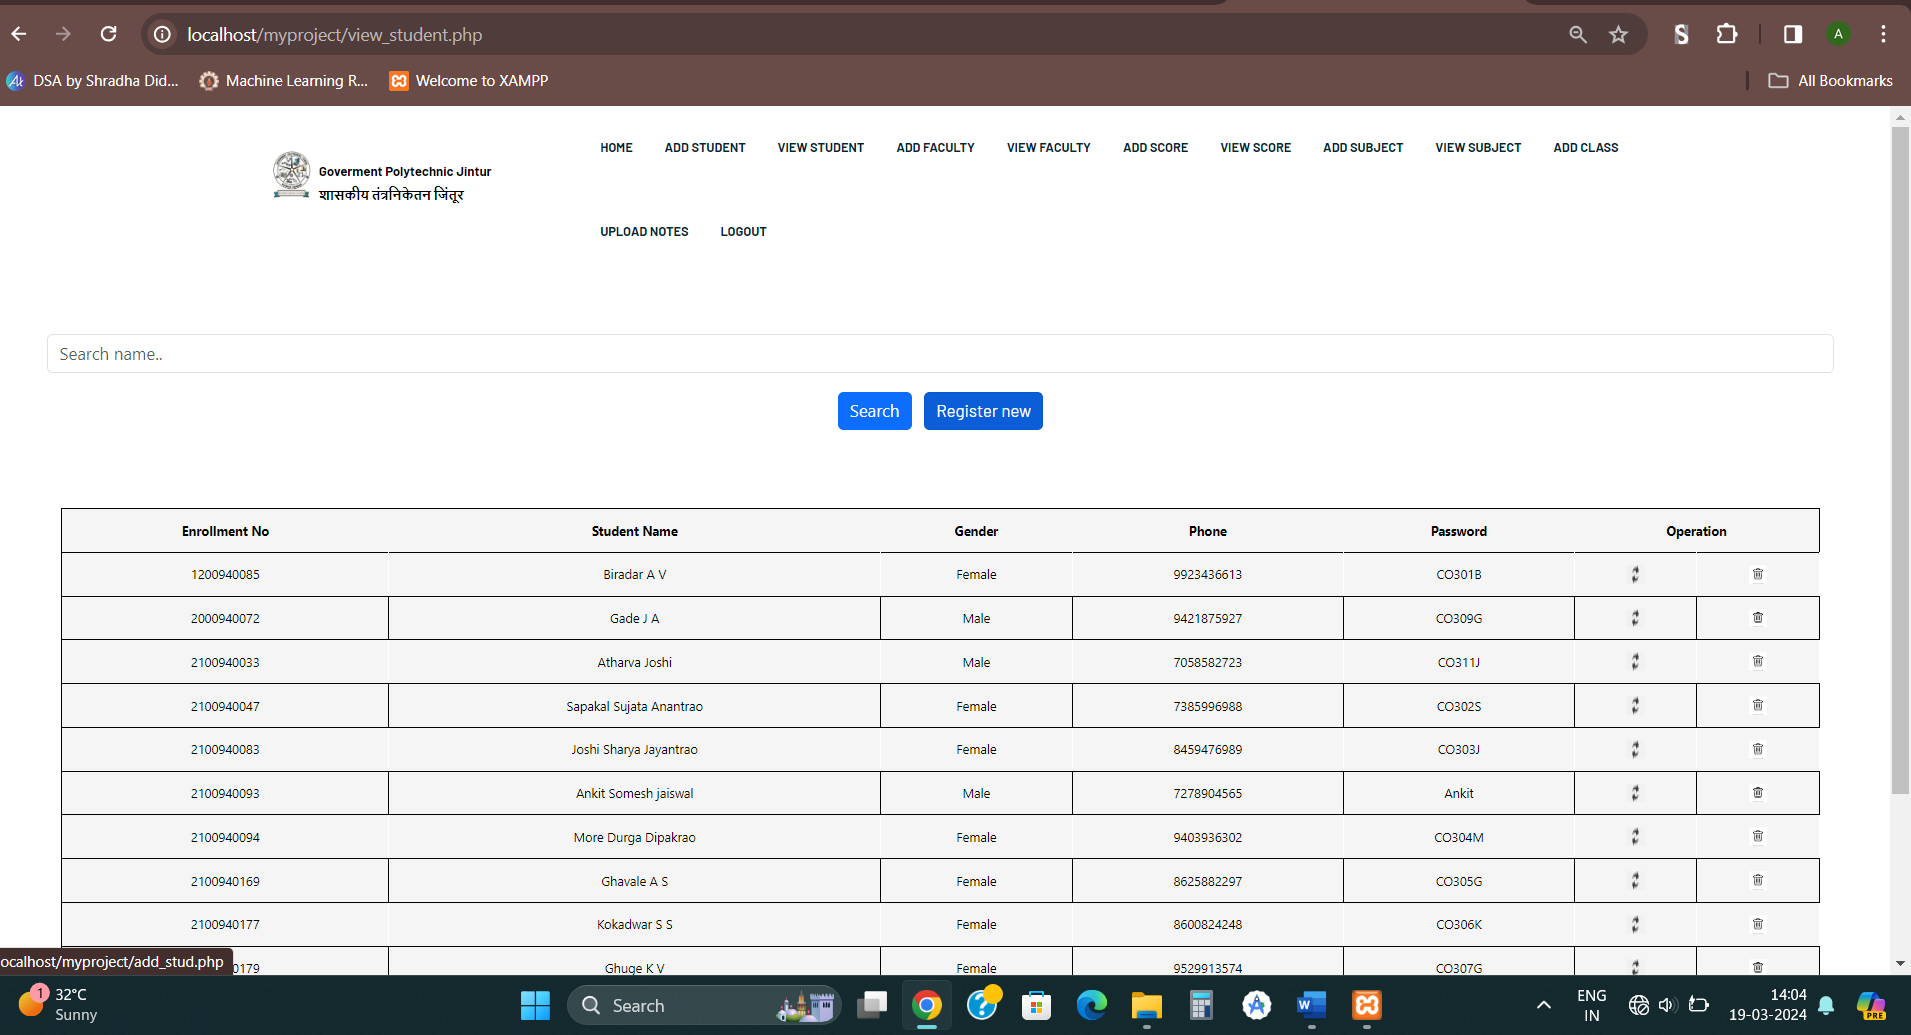 localhost/myproject/view_student.php
A
DSA by Shradha Did...
Machine Learning R...
Welcome to XAMPP
All Bookmarks
HOME ADD STUDENT VIEW STUDENT ADD FACULTY VIEW FACULTY ADD SCORE VIEW SCORE ADD SUBJECT VIEW SUBJECT ADD CLASS
Goverment Polytechnic Jintur
शासकीय तंत्रनिकेतन जिंतूर
UPLOAD NOTES LOGOUT
Search name..
Search Register new
Enrollment No Student Name Gender Phone Password Operation
1200940085 Biradar A V Female 9923436613 CO301B
2000940072 Gade J A Male 9421875927 CO309G
2100940033 Atharva Joshi Male 7058582723 CO311J
2100940047 Sapakal Sujata Anantrao Female 7385996988 CO302S
2100940083 Joshi Sharya Jayantrao Female 8459476989 CO303J
2100940093 Ankit Somesh jaiswal Male 7278904565 Ankit
2100940094 More Durga Dipakrao Female 9403936302 CO304M
2100940169 Ghavale A S Female 8625882297 CO305G
2100940177 Kokadwar S S Female 8600824248 CO306K
0179 Ghuge K V Female 9529913574 CO307G
ocalhost/myproject/add_stud.php
1
32°C
Sunny
Search
ENG
IN
14:04
19-03-2024
PRE